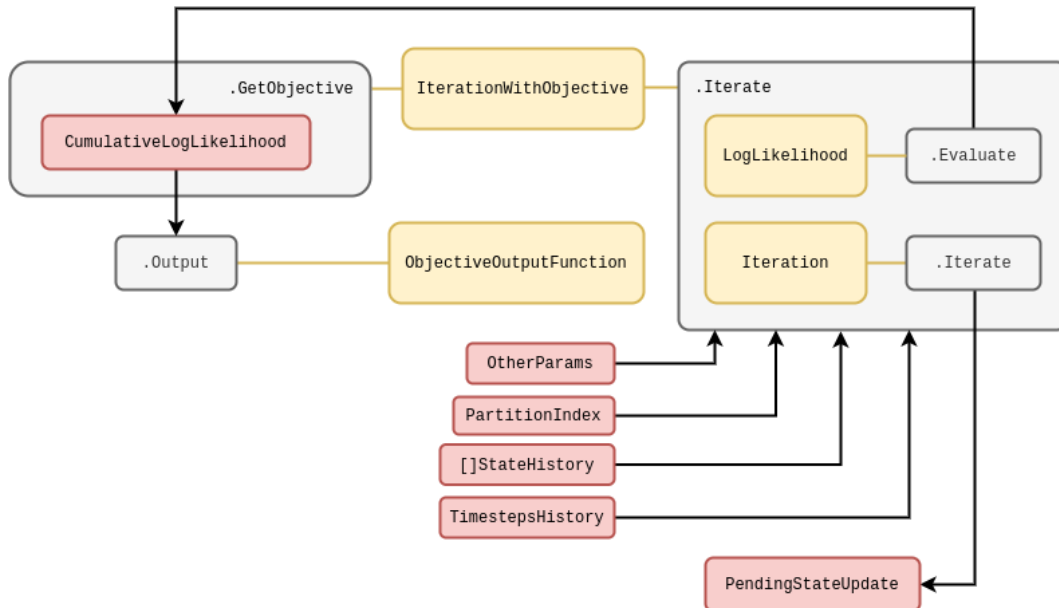 .GetObjective
IterationWithObjective
.Iterate
CumulativeLogLikelihood
LogLikelihood
.Evaluate
.Output
ObjectiveOutputFunction
Iteration
.Iterate
OtherParams
PartitionIndex
[]StateHistory
TimestepsHistory
PendingStateUpdate